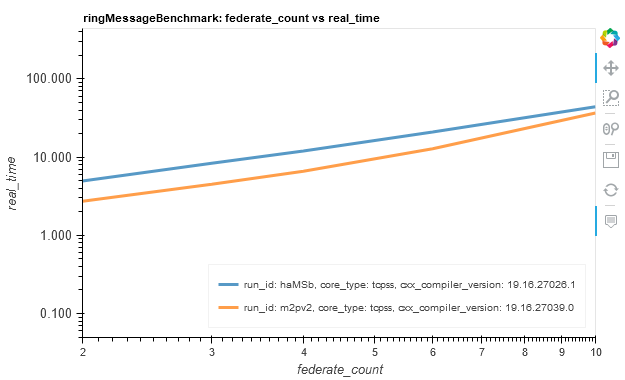 ringMessageBenchmark: federate_count vs real_time
100.000
10.000
1.000
0.100
real_time
run_id: haMSb, core_type: tcpss, cxx_compiler_version: 19.16.27026.1
run_id: m2pv2, core_type: tcpss, cxx_compiler_version: 19.16.27039.0
2 3 4 5 6 7 8 9 10
federate_count